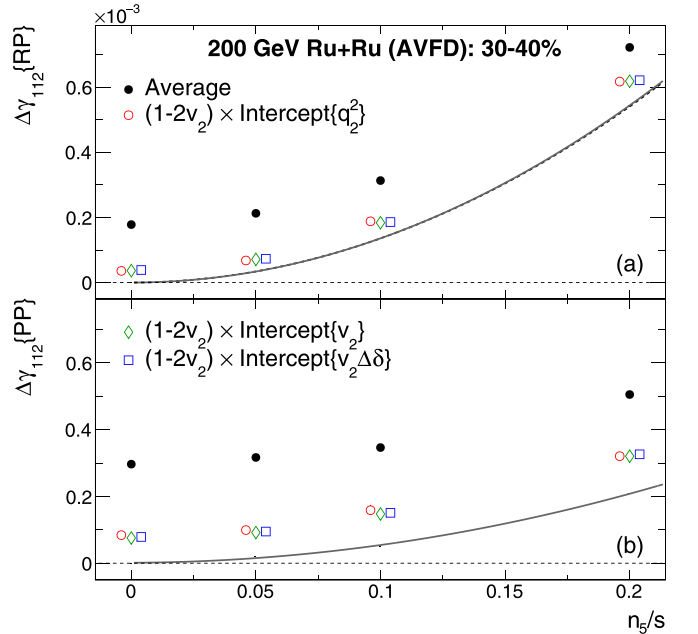 ×10⁻³
200 GeV Ru+Ru (AVFD): 30-40%
Δγ₁₁₂{RP}
Average
(1-2v₂) × Intercept{q₂²}
0.6
0.4
0.2
0
(a)
Δγ₁₁₂{PP}
(1-2v₂) × Intercept{v₂}
(1-2v₂) × Intercept{v₂Δδ}
0.6
0.4
0.2
0
(b)
0 0.05 0.1 0.15 0.2
n₅/s